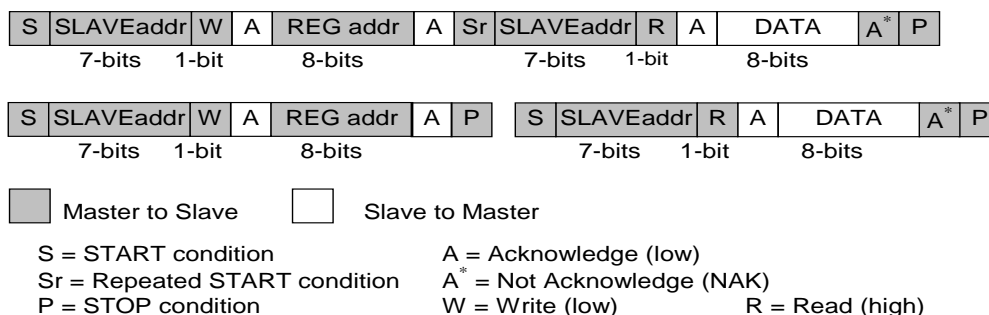 S SLAVEaddr W A REG addr A Sr SLAVEaddr R A DATA A* P
7-bits 1-bit 8-bits 7-bits 1-bit 8-bits
S SLAVEaddr W A REG addr A P S SLAVEaddr R A DATA A* P
7-bits 1-bit 8-bits 7-bits 1-bit 8-bits
Master to Slave Slave to Master
S = START condition A = Acknowledge (low)
Sr = Repeated START condition A* = Not Acknowledge (NAK)
P = STOP condition W = Write (low) R = Read (high)